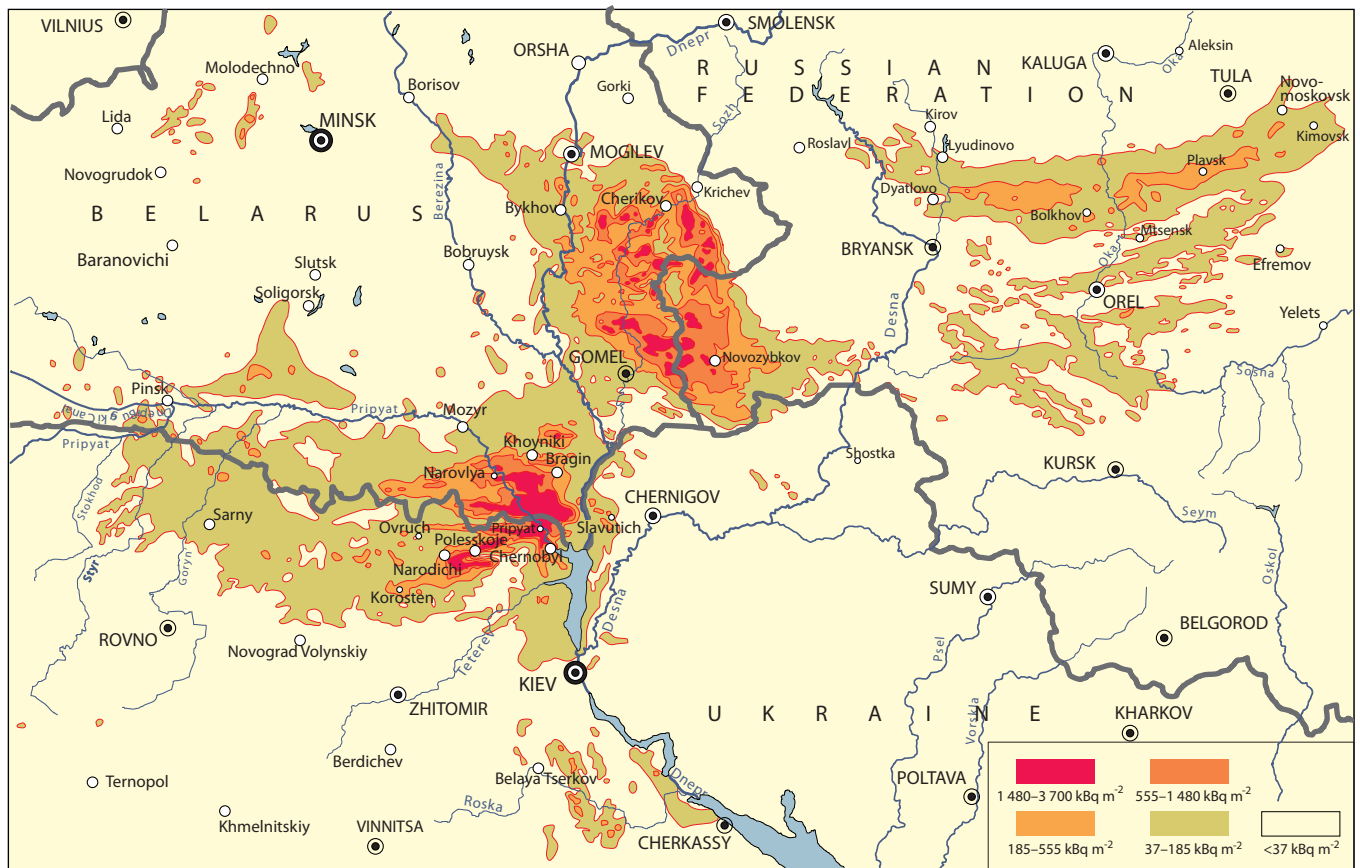 VILNIUS
SMOLENSK
Dnepr
ORSHA
KALUGA
Aleksin
Oka
TULA
Novo-
moskovsk
Kimovsk
R U S S I A N
F E D E R A T I O N
Molodechno
Borisov
Gorki
Sozh
Lida
MINSK
MOGILEV
Roslavl
Kirov
Lyudinovo
Plavsk
Novogrudok
Berezina
Krichev
Cherikov
Dyatlovo
Bykhov
Bolkhov
B E L A R U S
Mtsensk
Baranovichi
Bobruysk
BRYANSK
Oka
Efremov
Slutsk
Soligorsk
OREL
Desna
Yelets
GOMEL
Novozybkov
Sosna
Pinsk
Pripyat
Mozyr
Pripyat
Khoyniki
Bragin
Narovlya
Shostka
KURSK
Stokhod
CHERNIGOV
Seym
Sarny
Ovruch
Pripyat
Slavutich
Polesskoje
Chernobyl
Narodichi
Styr
Goryn
Korosten
Oskol
Desna
SUMY
ROVNO
Novograd Volynskiy
Teterev
Psel
BELGOROD
KIEV
ZHITOMIR
U K R A I N E
Vorskla
KHARKOV
Berdichev
Belaya Tserkov
Dnepr
Ternopol
Roska
POLTAVA
Khmelnitskiy
VINNITSA
CHERKASSY
1 480–3 700 kBq m-2
555–1 480 kBq m-2
185–555 kBq m-2
37–185 kBq m-2
<37 kBq m-2